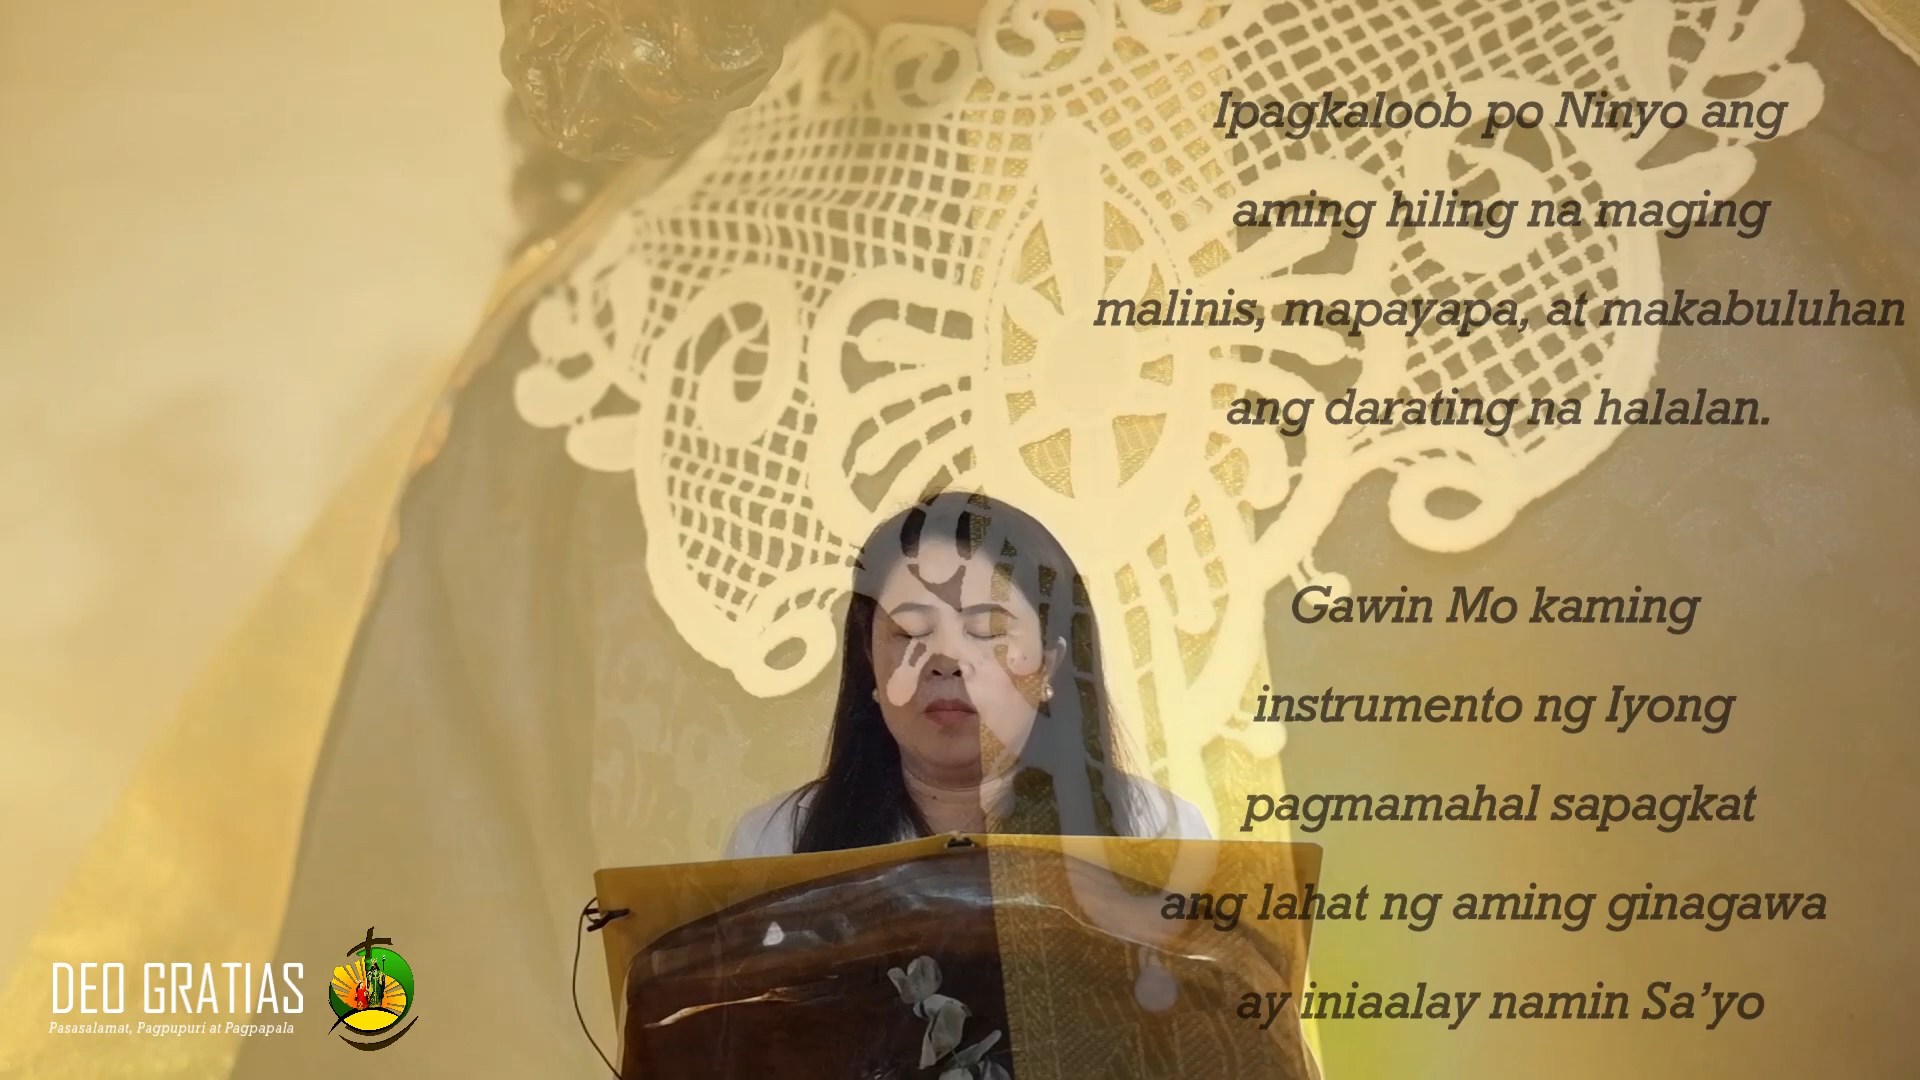 Ipagkaloob po Ninyo ang
aming hiling na maging
malinis, mapayapa, at makabuluhan
ang darating na halalan.
Gawin Mo kaming
instrumento ng Iyong
pagmamahal sapagkat
ang lahat ng aming ginagawa
ay iniaalay namin Sa’yo
DEO GRATIAS
Pasasalamat, Pagpupuri at Pagpapala